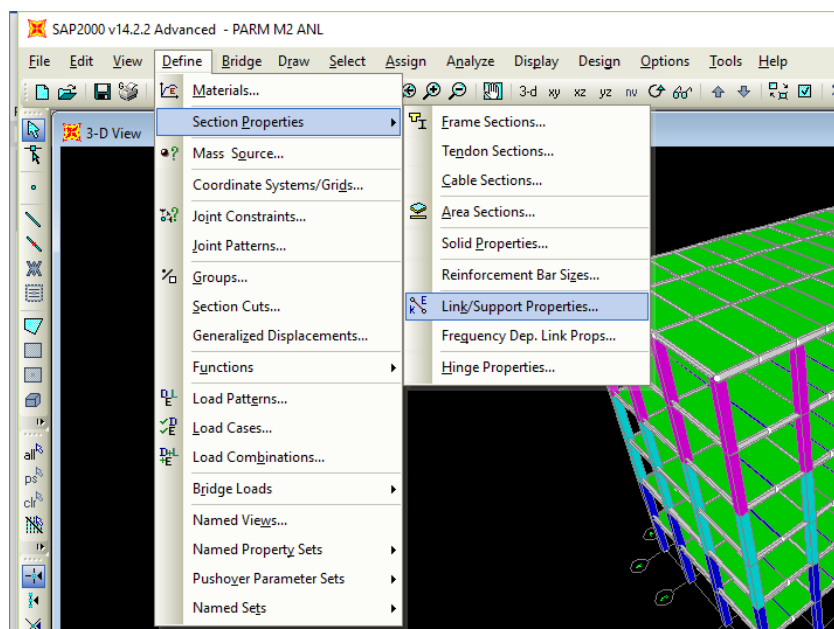 SAP2000 v14.2.2 Advanced - PARM M2 ANL
File Edit View Define Bridge Draw Select Assign Analyze Display Design Options Tools Help
3-d xy xz yz nv
3-D View
Materials...
Section Properties
Mass Source...
Coordinate Systems/Grids...
Joint Constraints...
Joint Patterns...
Groups...
Section Cuts...
Generalized Displacements...
Functions
Load Patterns...
Load Cases...
Load Combinations...
Bridge Loads
Named Views...
Named Property Sets
Pushover Parameter Sets
Named Sets
Frame Sections...
Tendon Sections...
Cable Sections...
Area Sections...
Solid Properties...
Reinforcement Bar Sizes...
Link/Support Properties...
Frequency Dep. Link Props...
Hinge Properties...
all
ps
clr